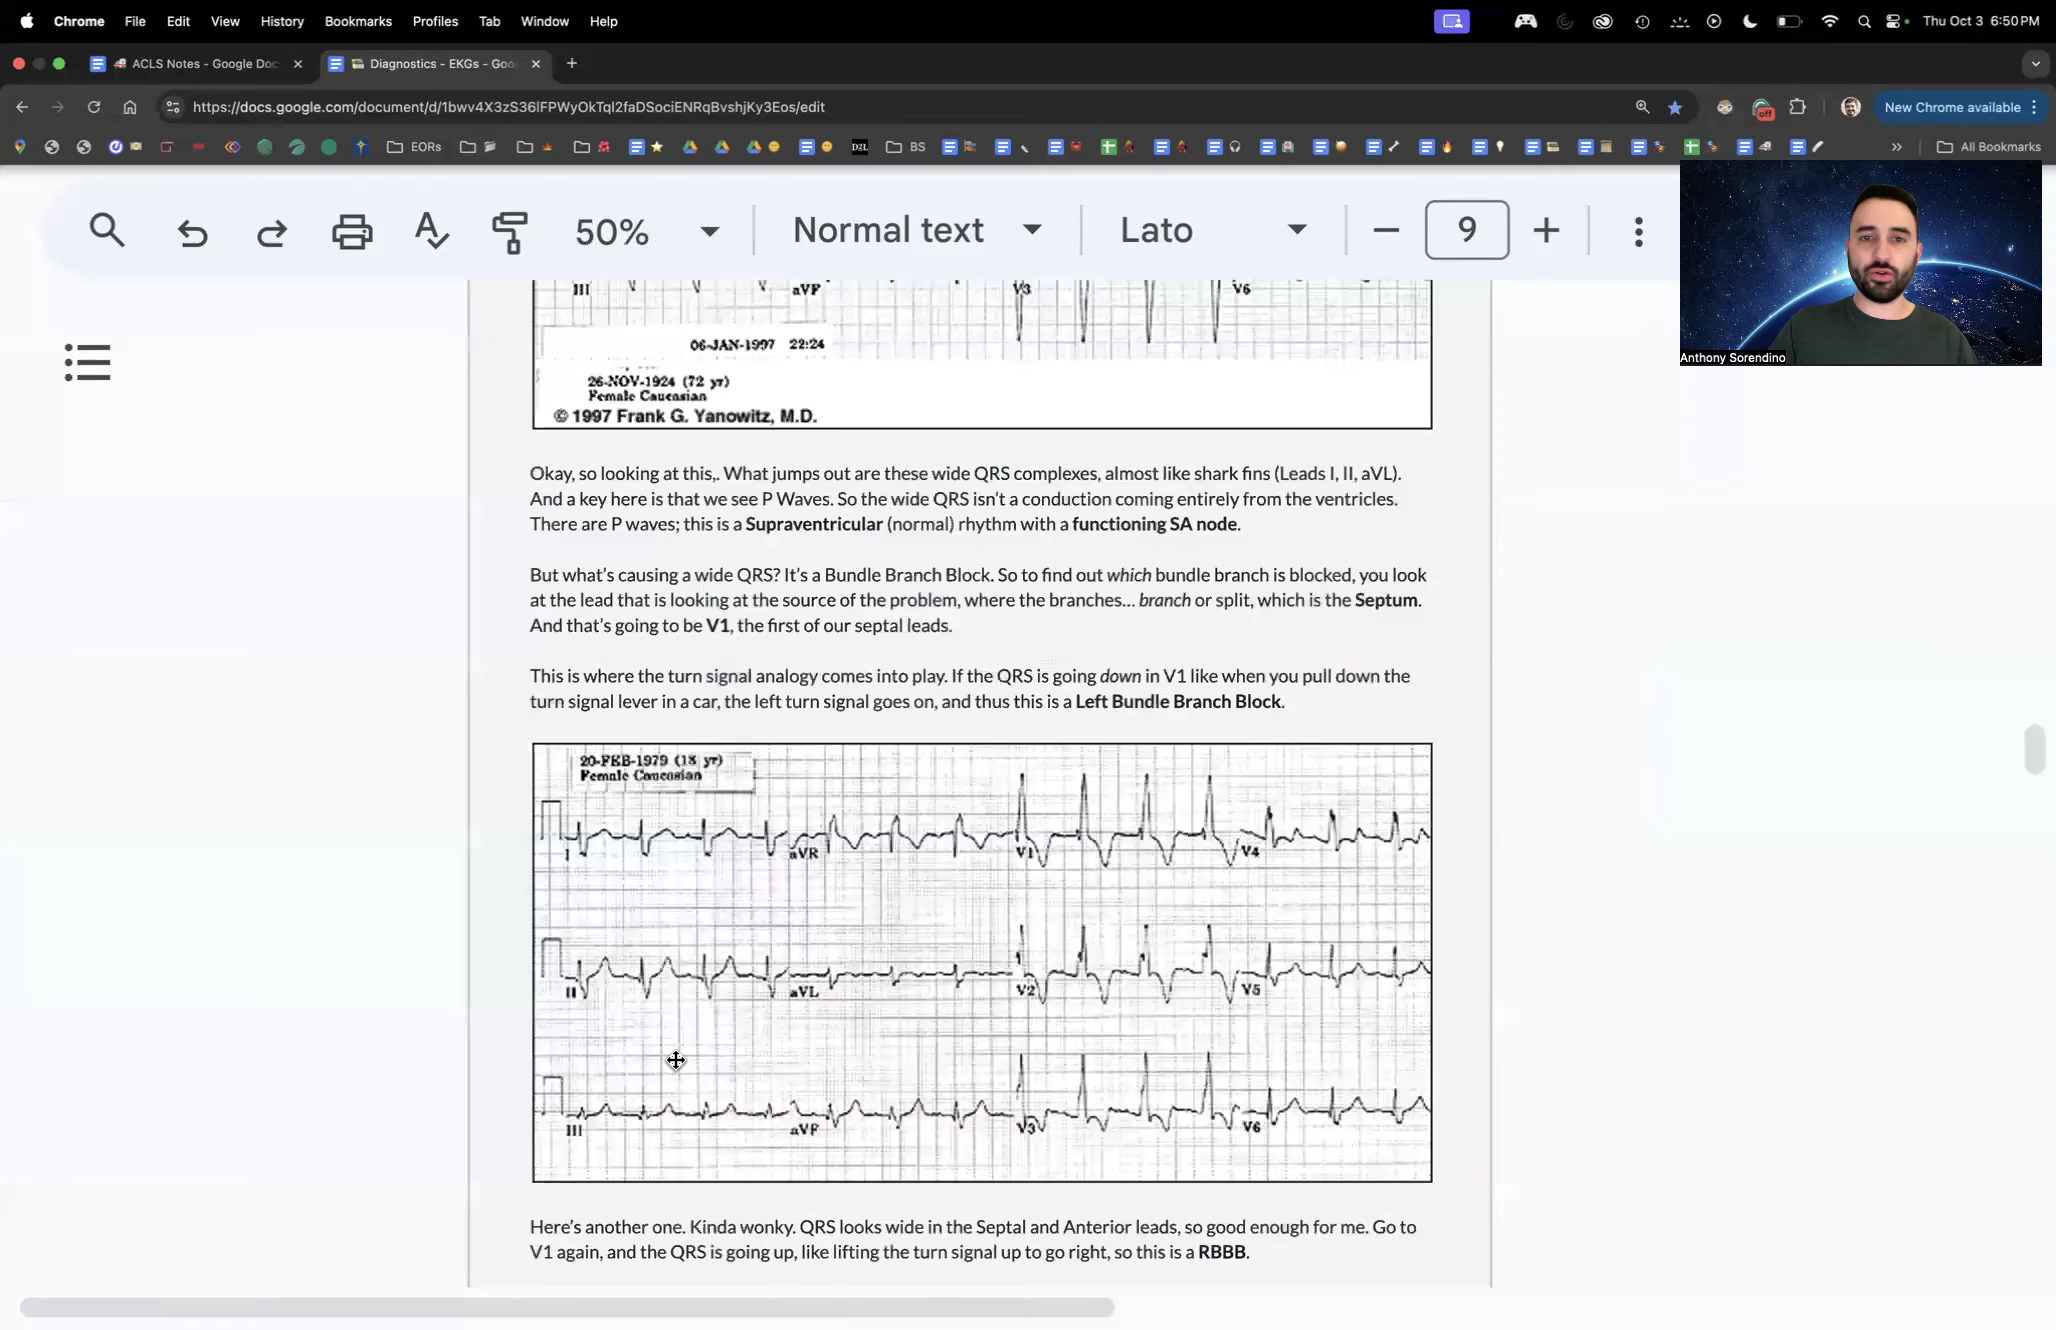 Chrome File Edit View History Bookmarks Profiles Tab Window Help Thu Oct 3 6:50 PM
ACLS Notes - Google Doc Diagnostics - EKGs - Goo
https://docs.google.com/document/d/1bwv4X3zS36lFPWyOkTql2faDSociENRqBvshjKy3Eos/edit off New Chrome available
EORs D2L BS All Bookmarks
50% Normal text Lato 9
Anthony Sorendino
III aVF V3 V6
06-JAN-1997 22:24
26-NOV-1924 (72 yr)
Female Caucasian
© 1997 Frank G. Yanowitz, M.D.
Okay, so looking at this,. What jumps out are these wide QRS complexes, almost like shark fins (Leads I, II, aVL).
And a key here is that we see P Waves. So the wide QRS isn't a conduction coming entirely from the ventricles.
There are P waves; this is a Supraventricular (normal) rhythm with a functioning SA node.
But what's causing a wide QRS? It's a Bundle Branch Block. So to find out which bundle branch is blocked, you look
at the lead that is looking at the source of the problem, where the branches... branch or split, which is the Septum.
And that's going to be V1, the first of our septal leads.
This is where the turn signal analogy comes into play. If the QRS is going down in V1 like when you pull down the
turn signal lever in a car, the left turn signal goes on, and thus this is a Left Bundle Branch Block.
20-FEB-1979 (18 yr)
Female Caucasian
I aVR V1 V4
II aVL V2 V5
III aVF V3 V6
Here's another one. Kinda wonky. QRS looks wide in the Septal and Anterior leads, so good enough for me. Go to
V1 again, and the QRS is going up, like lifting the turn signal up to go right, so this is a RBBB.